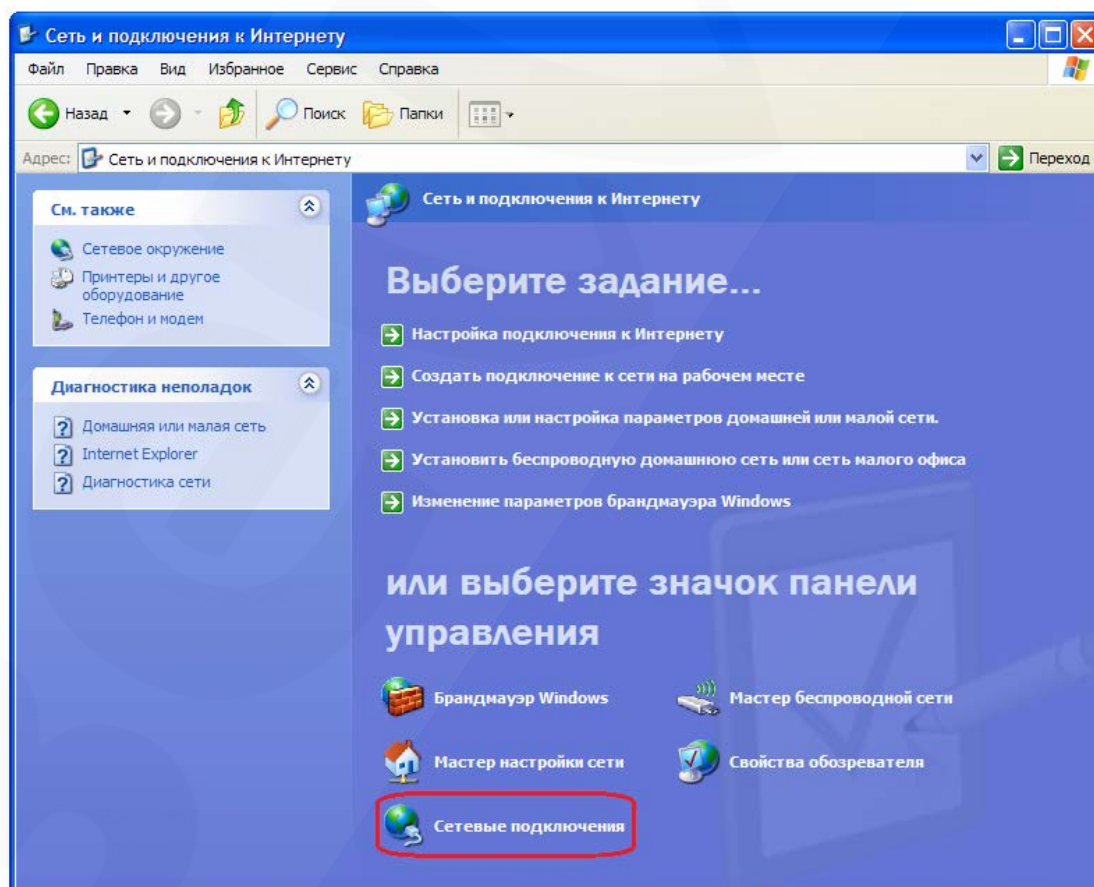 Сеть и подключения к Интернету
Файл Правка Вид Избранное Сервис Справка
Назад Поиск Папки
Адрес: Сеть и подключения к Интернету Переход
См. также
Сетевое окружение
Принтеры и другое
оборудование
Телефон и модем
Диагностика неполадок
Домашняя или малая сеть
Internet Explorer
Диагностика сети
Сеть и подключения к Интернету
Выберите задание...
Настройка подключения к Интернету
Создать подключение к сети на рабочем месте
Установка или настройка параметров домашней или малой сети.
Установить беспроводную домашнюю сеть или сеть малого офиса
Изменение параметров брандмауэра Windows
или выберите значок панели
управления
Брандмауэр Windows
Мастер беспроводной сети
Мастер настройки сети
Свойства обозревателя
Сетевые подключения